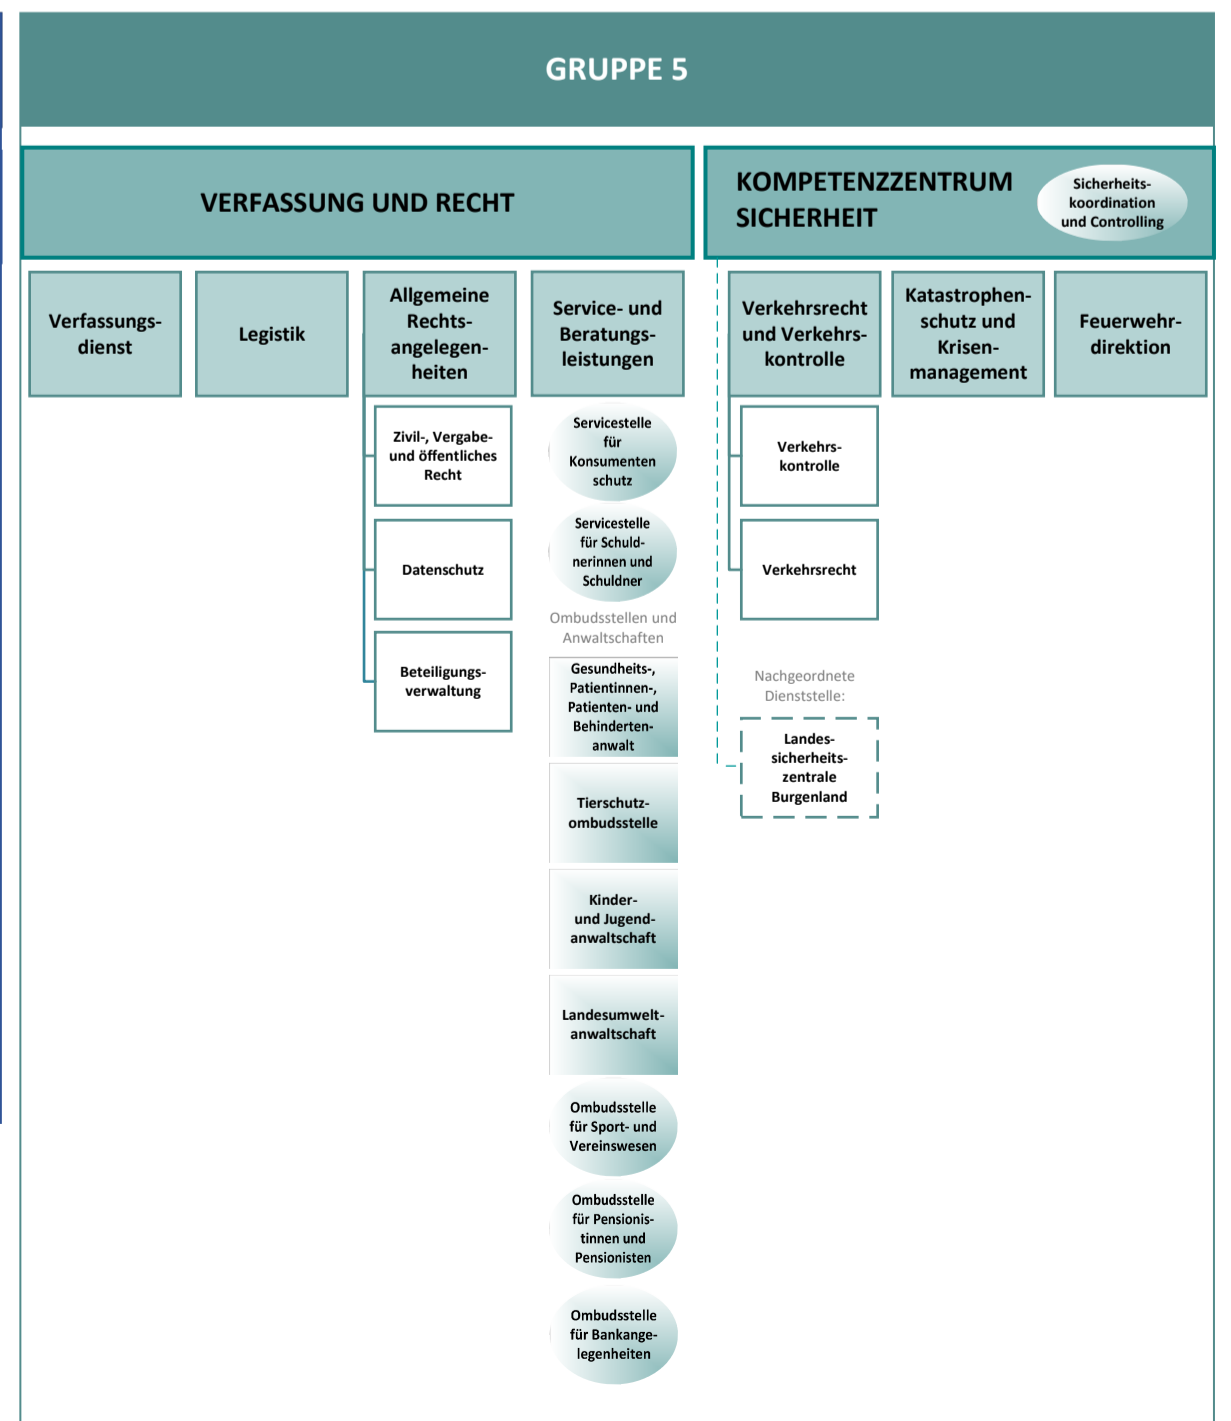 GRUPPE 5
VERFASSUNG UND RECHT
KOMPETENZZENTRUM
SICHERHEIT
Sicherheits-
koordination
und Controlling
Verfassungs-
dienst
Legistik
Allgemeine
Rechts-
angelegen-
heiten
Service- und
Beratungs-
leistungen
Verkehrsrecht
und Verkehrs-
kontrolle
Katastrophen-
schutz und
Krisen-
management
Feuerwehr-
direktion
Zivil-, Vergabe-
und öffentliches
Recht
Datenschutz
Beteiligungs-
verwaltung
Servicestelle
für
Konsumenten
schutz
Servicestelle
für Schuld-
nerinnen und
Schuldner
Ombudsstellen und
Anwaltschaften
Gesundheits-,
Patientinnen-,
Patienten- und
Behinderten-
anwalt
Tierschutz-
ombudsstelle
Kinder-
und Jugend-
anwaltschaft
Landesumwelt-
anwaltschaft
Ombudsstelle
für Sport- und
Vereinswesen
Ombudsstelle
für Pensionis-
tinnen und
Pensionisten
Ombudsstelle
für Bankange-
legenheiten
Verkehrs-
kontrolle
Verkehrsrecht
Nachgeordnete
Dienststelle:
Landes-
sicherheits-
zentrale
Burgenland